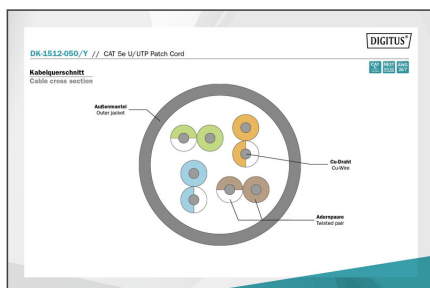 DIGITUS®
DK-1512-050/Y // CAT 5e U/UTP Patch Cord
Kabelquerschnitt
Cable cross section
Außenmantel
Outer jacket
Cu-Draht
Cu-Wire
Adernpaare
Twisted pair